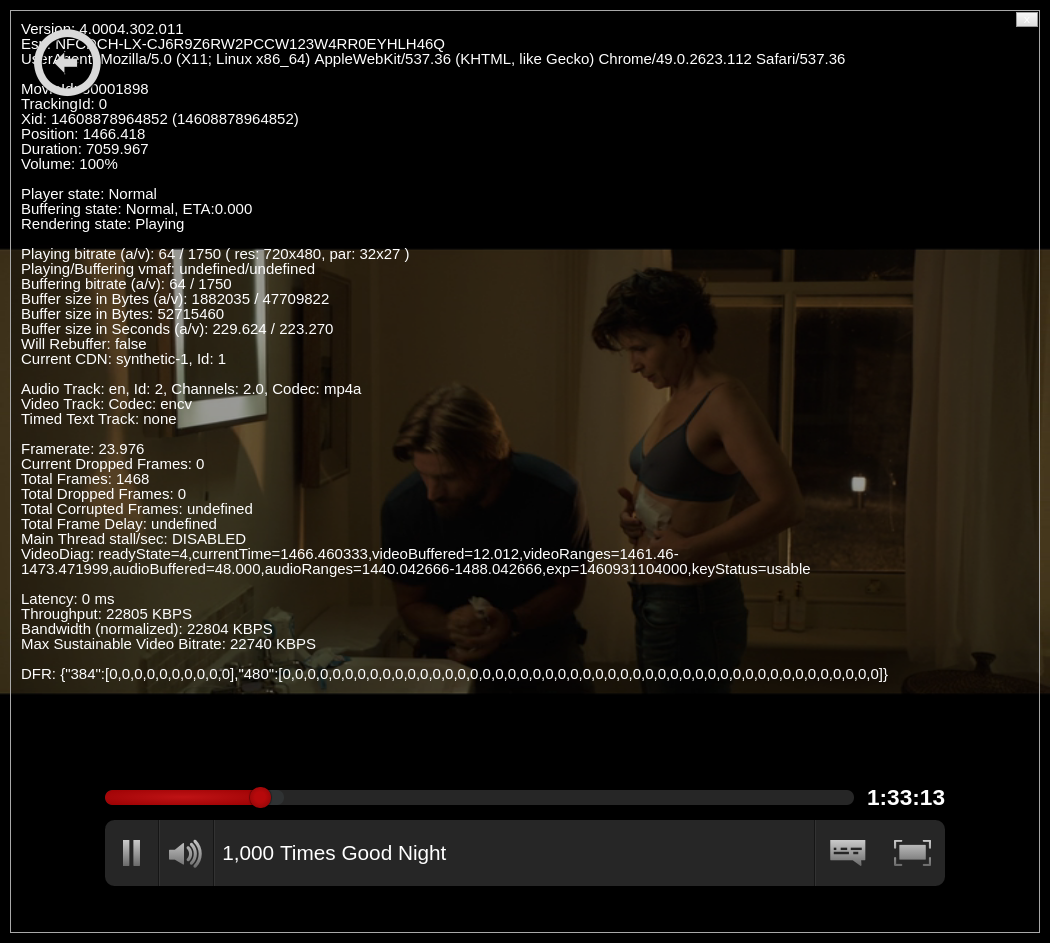 Version: 4.0004.302.011
Esn: NFCDCH-LX-CJ6R9Z6RW2PCCW123W4RR0EYHLH46Q
UserAgent: Mozilla/5.0 (X11; Linux x86_64) AppleWebKit/537.36 (KHTML, like Gecko) Chrome/49.0.2623.112 Safari/537.36
MovieId: 80001898
TrackingId: 0
Xid: 14608878964852 (14608878964852)
Position: 1466.418
Duration: 7059.967
Volume: 100%
Player state: Normal
Buffering state: Normal, ETA:0.000
Rendering state: Playing
Playing bitrate (a/v): 64 / 1750 ( res: 720x480, par: 32x27 )
Playing/Buffering vmaf: undefined/undefined
Buffering bitrate (a/v): 64 / 1750
Buffer size in Bytes (a/v): 1882035 / 47709822
Buffer size in Bytes: 52715460
Buffer size in Seconds (a/v): 229.624 / 223.270
Will Rebuffer: false
Current CDN: synthetic-1, Id: 1
Audio Track: en, Id: 2, Channels: 2.0, Codec: mp4a
Video Track: Codec: encv
Timed Text Track: none
Framerate: 23.976
Current Dropped Frames: 0
Total Frames: 1468
Total Dropped Frames: 0
Total Corrupted Frames: undefined
Total Frame Delay: undefined
Main Thread stall/sec: DISABLED
VideoDiag: readyState=4,currentTime=1466.460333,videoBuffered=12.012,videoRanges=1461.46-
1473.471999,audioBuffered=48.000,audioRanges=1440.042666-1488.042666,exp=1460931104000,keyStatus=usable
Latency: 0 ms
Throughput: 22805 KBPS
Bandwidth (normalized): 22804 KBPS
Max Sustainable Video Bitrate: 22740 KBPS
DFR: {"384":[0,0,0,0,0,0,0,0,0,0],"480":[0,0,0,0,0,0,0,0,0,0,0,0,0,0,0,0,0,0,0,0,0,0,0,0,0,0,0,0,0,0,0,0,0,0,0,0,0,0,0,0,0,0,0,0,0,0,0,0]}
1:33:13
1,000 Times Good Night